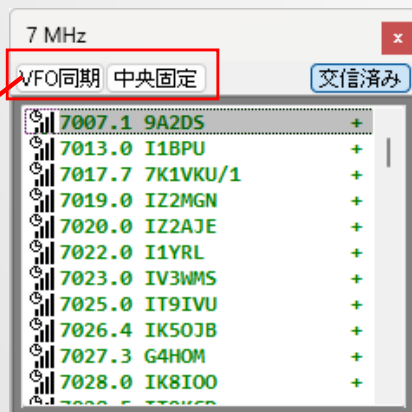 7 MHz
x
VFO同期 中央固定 交信済み
7007.1 9A2DS +
7013.0 I1BPU +
7017.7 7K1VKU/1 +
7019.0 IZ2MGN +
7020.0 IZ2AJE +
7022.0 I1YRL +
7023.0 IV3WMS +
7025.0 IT9IVU +
7026.4 IK5OJB +
7027.3 G4HOM +
7028.0 IK8IOO +